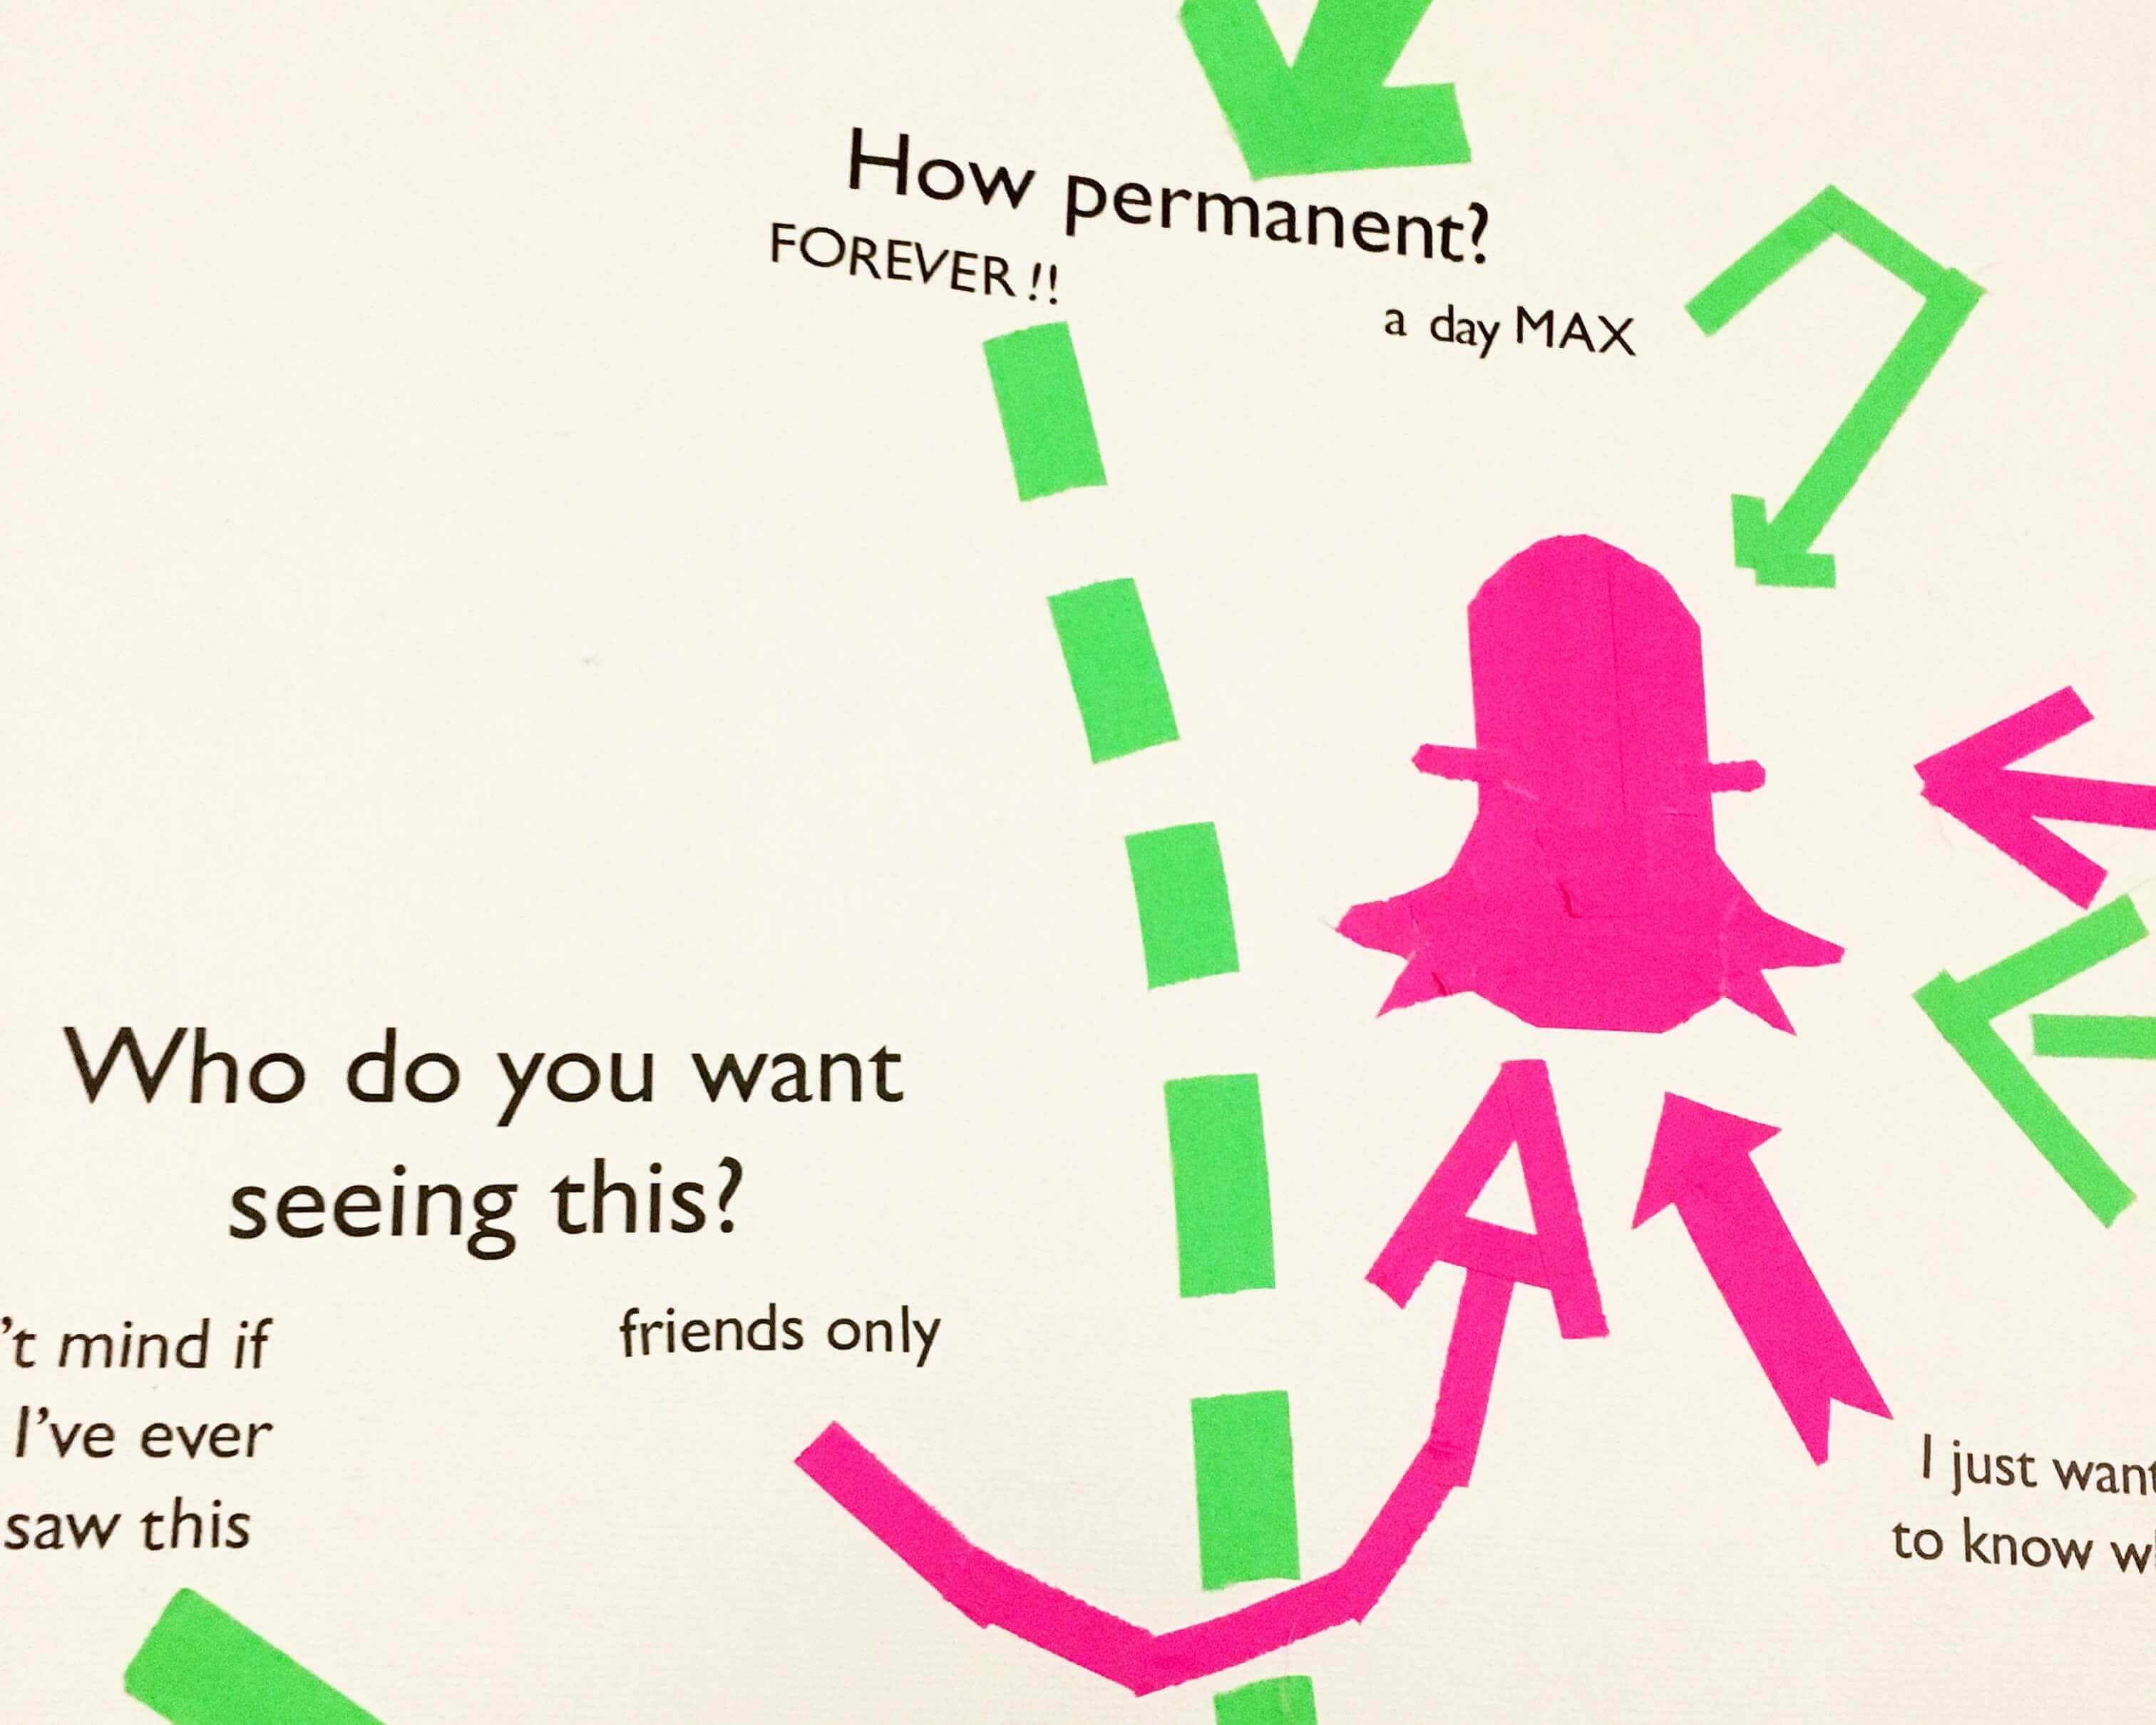 How permanent?
FOREVER !!
a day MAX
Who do you want
seeing this?
't mind if
I've ever
saw this
friends only
I just want
to know